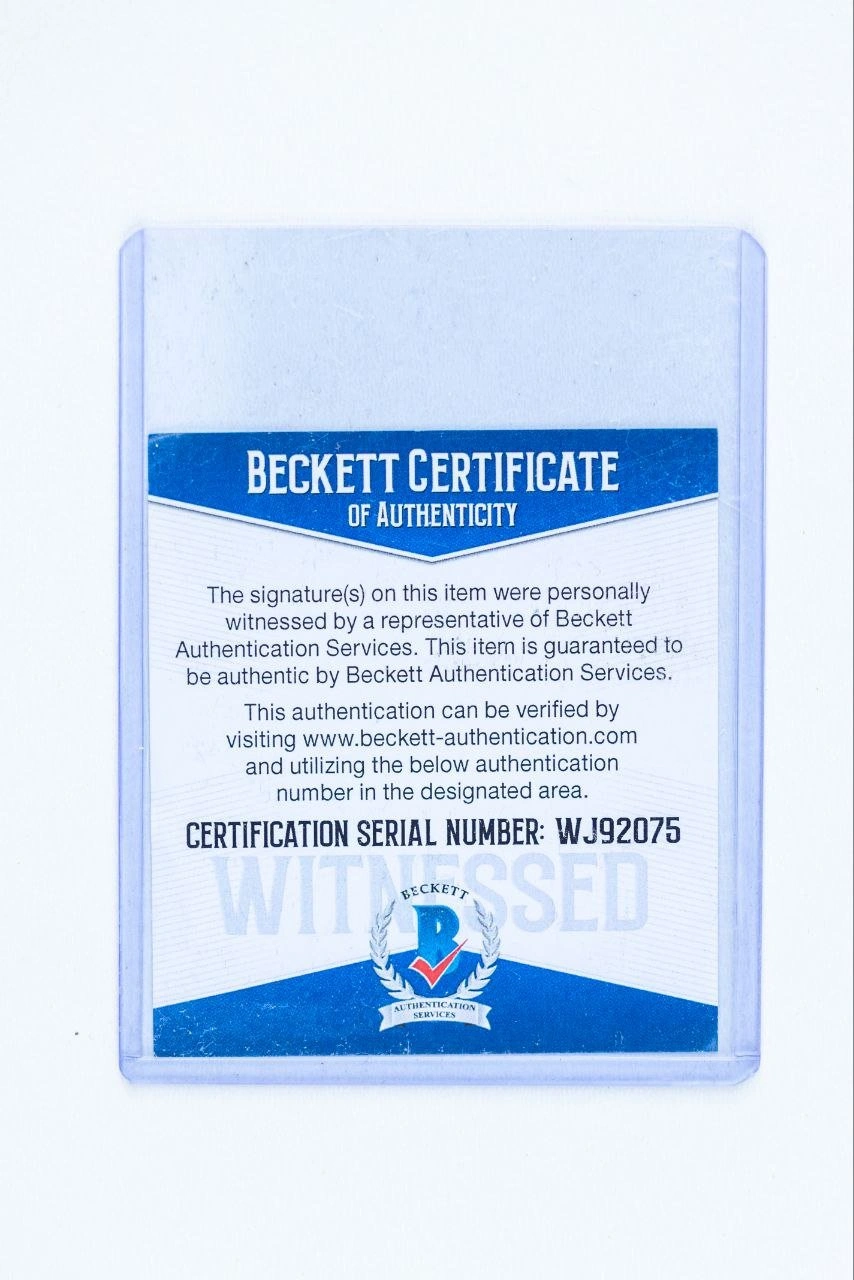 BECKETT CERTIFICATE
OF AUTHENTICITY
The signature(s) on this item were personally
witnessed by a representative of Beckett
Authentication Services. This item is guaranteed to
be authentic by Beckett Authentication Services.
This authentication can be verified by
visiting www.beckett-authentication.com
and utilizing the below authentication
number in the designated area.
CERTIFICATION SERIAL NUMBER: WJ92075
WITNESSED
BECKETT
B
AUTHENTICATION
SERVICES